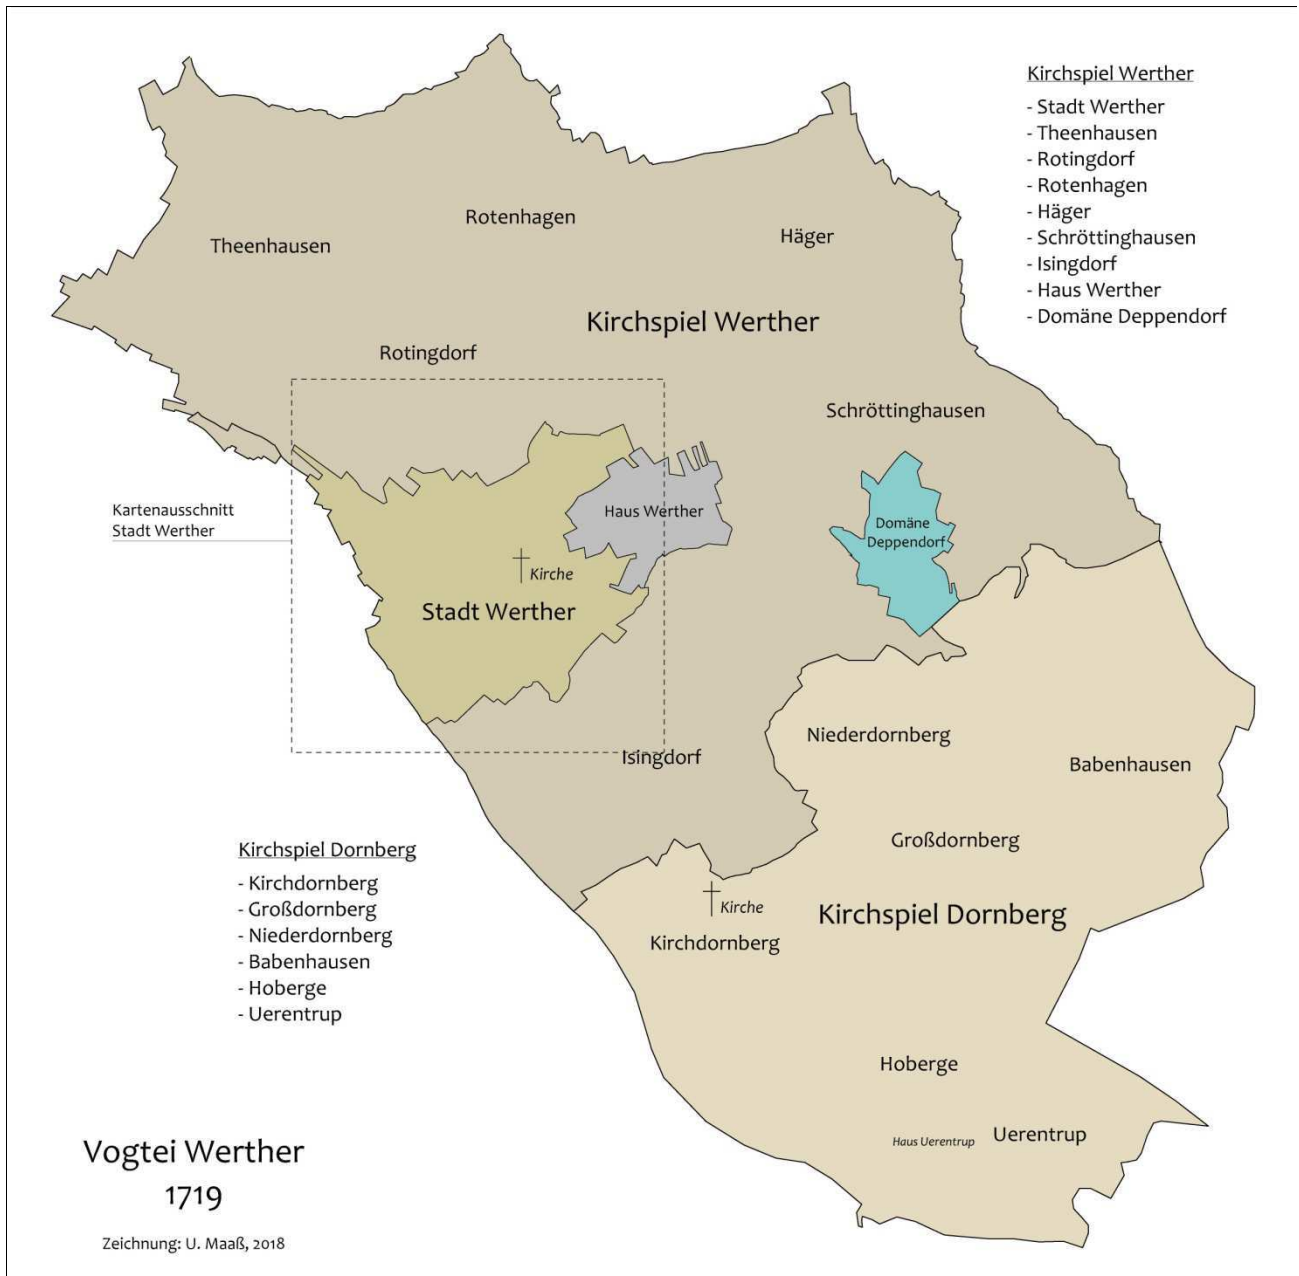 Kirchspiel Werther
- Stadt Werther
- Theenhausen
- Rotingdorf
- Rotenhagen
- Häger
- Schröttinghausen
- Isingdorf
- Haus Werther
- Domäne Deppendorf
Rotenhagen
Theenhausen
Häger
Kirchspiel Werther
Rotingdorf
Schröttinghausen
Kartenausschnitt
Stadt Werther
Haus Werther
Domäne
Deppendorf
Kirche
Stadt Werther
Niederdornberg
Isingdorf
Babenhausen
Großdornberg
Kirchspiel Dornberg
- Kirchdornberg
- Großdornberg
- Niederdornberg
- Babenhausen
- Hoberge
- Uerentrup
Kirche
Kirchspiel Dornberg
Kirchdornberg
Hoberge
Haus Uerentrup
Uerentrup
Vogtei Werther
1719
Zeichnung: U. Maaß, 2018